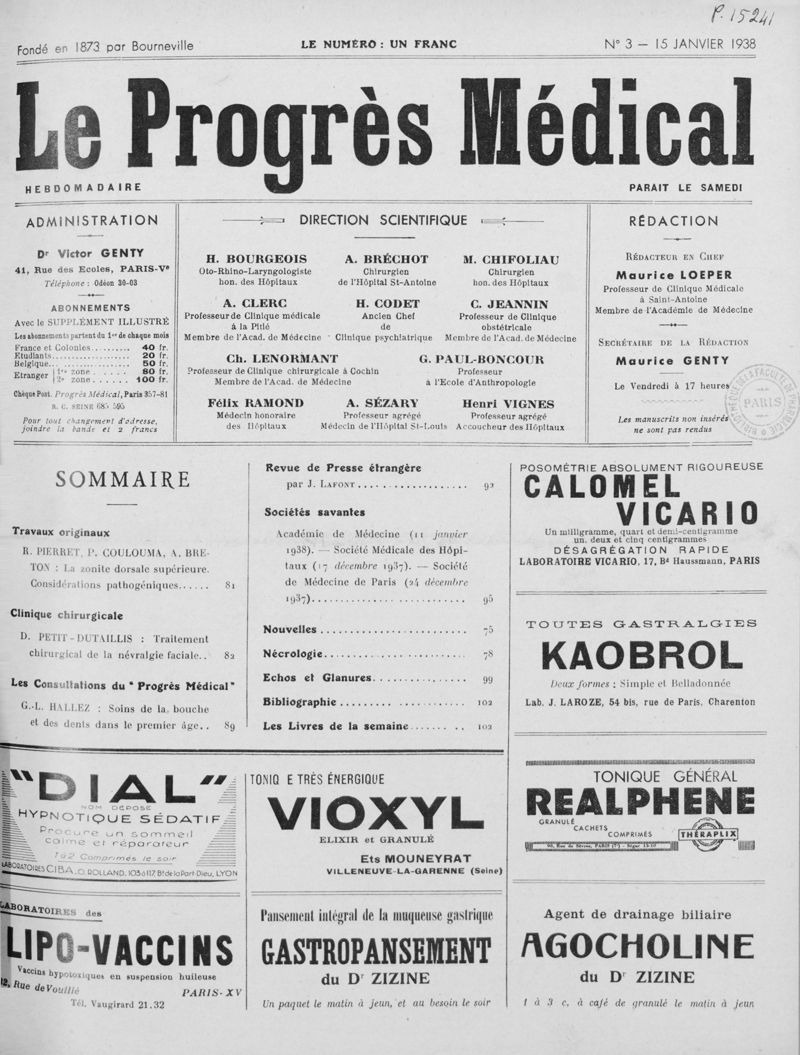 P. 15241
Fondé en 1873 par Bourneville
LE NUMÉRO : UN FRANC
N° 3 — 15 JANVIER 1938
Le Progrès Médical
HEBDOMADAIRE
PARAIT LE SAMEDI
ADMINISTRATION
Dr Victor GENTY
41, Rue des Ecoles, PARIS-Ve
Téléphone : Odéon 30-03
ABONNEMENTS
Avec le SUPPLÉMENT ILLUSTRÉ
Les abonnements partent du 1er de chaque mois
France et Colonies.......... 40 fr.
Etudiants..................... 20 fr.
Belgique...................... 50 fr.
Etranger 1re zone . . . . . . 80 fr.
2e zone . . . . . . 100 fr.
Chèque Post. Progrès Médical, Paris 357-81
R. C. SEINE 685 595
Pour tout changement d'adresse,
joindre la bande et 2 francs
DIRECTION SCIENTIFIQUE
H. BOURGEOIS
Oto-Rhino-Laryngologiste
hon. des Hôpitaux
A. BRÉCHOT
Chirurgien
de l'Hôpital St-Antoine
M. CHIFOLIAU
Chirurgien
hon. des Hôpitaux
A. CLERC
Professeur de Clinique médicale
à la Pitié
Membre de l'Acad. de Médecine
H. CODET
Ancien Chef
de
Clinique psychiatrique
C. JEANNIN
Professeur de Clinique
obstétricale
Membre de l'Acad. de Médecine
Ch. LENORMANT
Professeur de Clinique chirurgicale à Cochin
Membre de l'Acad. de Médecine
G. PAUL-BONCOUR
Professeur
à l'Ecole d'Anthropologie
Félix RAMOND
Médecin honoraire
des Hôpitaux
A. SÉZARY
Professeur agrégé
Médecin de l'Hôpital St-Louis
Henri VIGNES
Professeur agrégé
Accoucheur des Hôpitaux
RÉDACTION
RÉDACTEUR EN CHEF
Maurice LOEPER
Professeur de Clinique Médicale
à Saint-Antoine
Membre de l'Académie de Médecine
SECRÉTAIRE DE LA RÉDACTION
Maurice GENTY
Le Vendredi à 17 heures
Les manuscrits non insérés
ne sont pas rendus
PARIS
SOMMAIRE
Travaux originaux
R. PIERRET, P. COULOUMA, A. BRE-
TON : La zonite dorsale supérieure.
Considérations pathogéniques...... 81
Clinique chirurgicale
D. PETIT-DUTAILLIS : Traitement
chirurgical de la névralgie faciale.. 82
Les Consultations du "Progrès Médical"
G.-L. HALLEZ : Soins de la bouche
et des dents dans le premier âge.. 89
Revue de Presse étrangère
par J. LAFONT .................... 92
Sociétés savantes
Académie de Médecine (11 janvier
1938). — Société Médicale des Hôpi-
taux (17 décembre 1937). — Société
de Médecine de Paris (24 décembre
1937)............................ 95
Nouvelles ........................ 75
Nécrologie........................ 78
Echos et Glanures................. 99
Bibliographie .................... 102
Les Livres de la semaine....... .. 102
POSOMÉTRIE ABSOLUMENT RIGOUREUSE
CALOMEL
VICARIO
Un milligramme, quart et demi-centigramme
un, deux et cinq centigrammes
DÉSAGRÉGATION RAPIDE
LABORATOIRE VICARIO, 17, Bd Haussmann, PARIS
TOUTES GASTRALGIES
KAOBROL
Deux formes : Simple et Belladonnée
Lab. J. LAROZE, 54 bis, rue de Paris, Charenton
"DIAL"
NOM DÉPOSÉ
HYPNOTIQUE SÉDATIF
Procure un sommeil
calme et réparateur
1 à 2 Comprimés le soir
LABORATOIRES CIBA, O. ROLLAND, 103 à 117, Bd de la Part-Dieu, LYON
TONIQ E TRÈS ÉNERGIQUE
VIOXYL
ELIXIR et GRANULÉ
Ets MOUNEYRAT
VILLENEUVE-LA-GARENNE (Seine)
TONIQUE GÉNÉRAL
REALPHENE
GRANULÉ
CACHETS
COMPRIMÉS
THÉRAPLIX
98, Rue de Sèvres, PARIS (7e) - Ségur 13-10
LABORATOIRES des
LIPO-VACCINS
Vaccins hypotoxiques en suspension huileuse
Rue de Vouillé
PARIS-XV
Tél. Vaugirard 21.32
Pansement intégral de la muqueuse gastrique
GASTROPANSEMENT
du Dr ZIZINE
Un paquet le matin à jeun, et au besoin le soir
Agent de drainage biliaire
AGOCHOLINE
du Dr ZIZINE
1 à 3 c. à café de granulé le matin à jeun